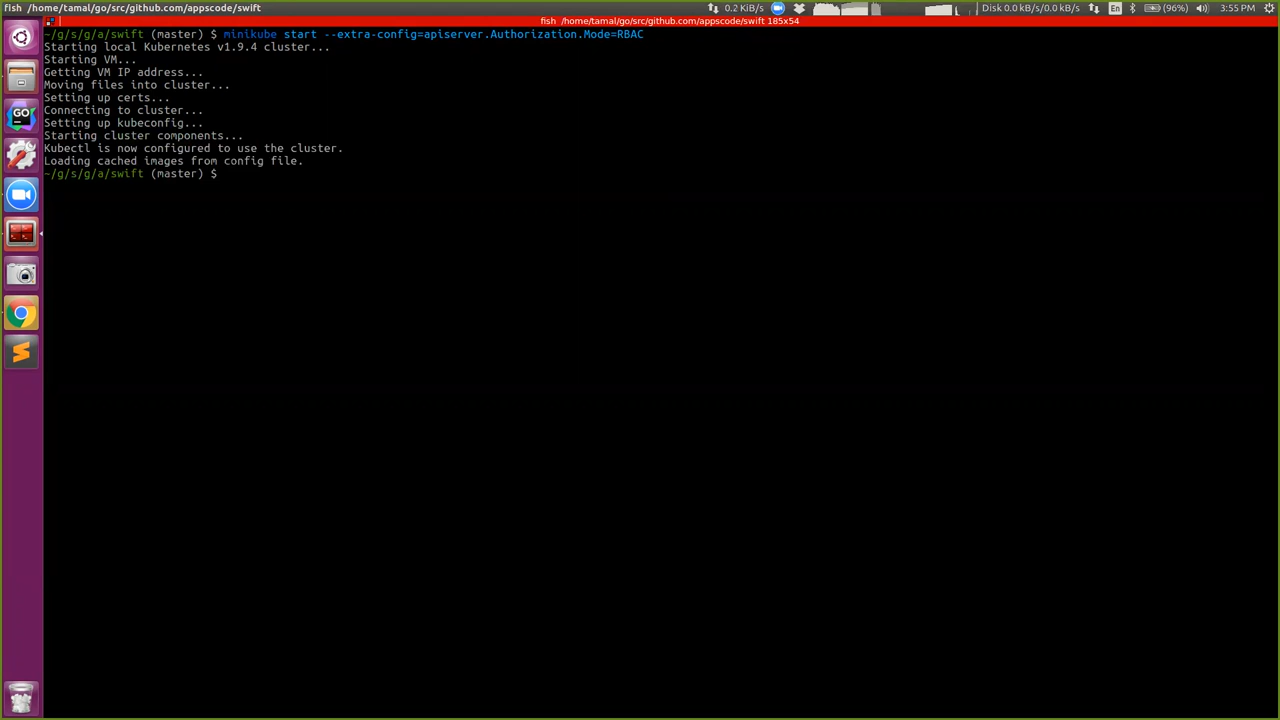 fish /home/tamal/go/src/github.com/appscode/swift
0.2 KiB/s
Disk 0.0 kB/s/0.0 kB/s
En
(96%)
3:55 PM
fish /home/tamal/go/src/github.com/appscode/swift 185x54
~/g/s/g/a/swift (master) $ minikube start --extra-config=apiserver.Authorization.Mode=RBAC
Starting local Kubernetes v1.9.4 cluster...
Starting VM...
Getting VM IP address...
Moving files into cluster...
Setting up certs...
Connecting to cluster...
Setting up kubeconfig...
Starting cluster components...
Kubectl is now configured to use the cluster.
Loading cached images from config file.
~/g/s/g/a/swift (master) $
GO